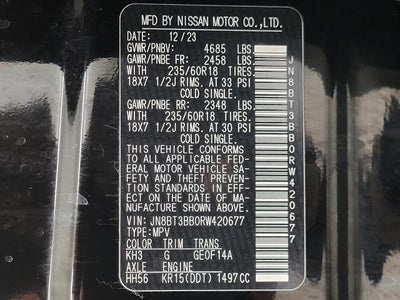 MFD BY NISSAN MOTOR CO.,LTD.
DATE: 12/23
GVWR/PNBV: 4685 LBS.
GAWR/PNBE FR: 2458 LBS.
WITH 235/60R18 TIRES.
18X7 1/2J RIMS. AT 33 PSI
COLD SINGLE.
GAWR/PNBE RR: 2348 LBS.
WITH 235/60R18 TIRES.
18X7 1/2J RIMS. AT 30 PSI
COLD SINGLE.
THIS VEHICLE CONFORMS
TO ALL APPLICABLE FED-
ERAL MOTOR VEHICLE SA-
FETY AND THEFT PREVEN-
TION STANDARDS IN EFF-
ECT ON THE DATE OF MA-
NUFACTURE SHOWN ABOVE.
VIN: JN8BT3BB0RW420677
TYPE: MPV
COLOR TRIM TRANS
KH3 G GE0F14A
AXLE ENGINE
HH56 KR15(DDT) 1497CC
JN8BT3BB0RW420677